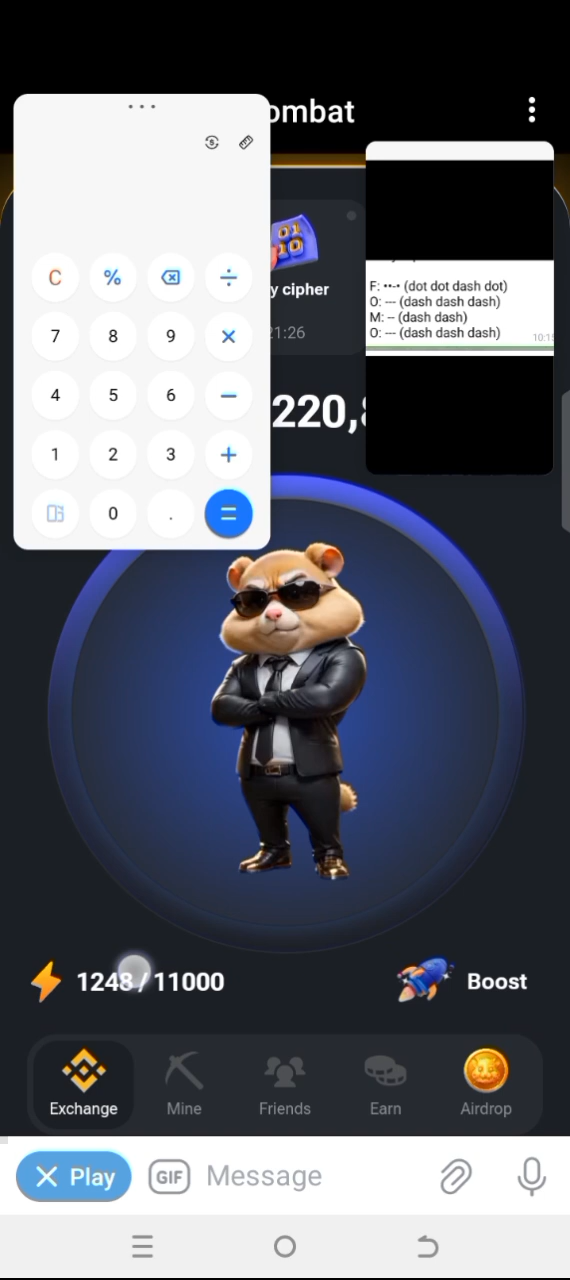 ombat
y cipher
21:26
F: ••-• (dot dot dash dot)
O: --- (dash dash dash)
M: -- (dash dash)
O: --- (dash dash dash)
10:15
220,8
C % ÷
7 8 9 ×
4 5 6 −
1 2 3 +
0 . =
1248 / 11000
Boost
Exchange Mine Friends Earn Airdrop
Play GIF Message